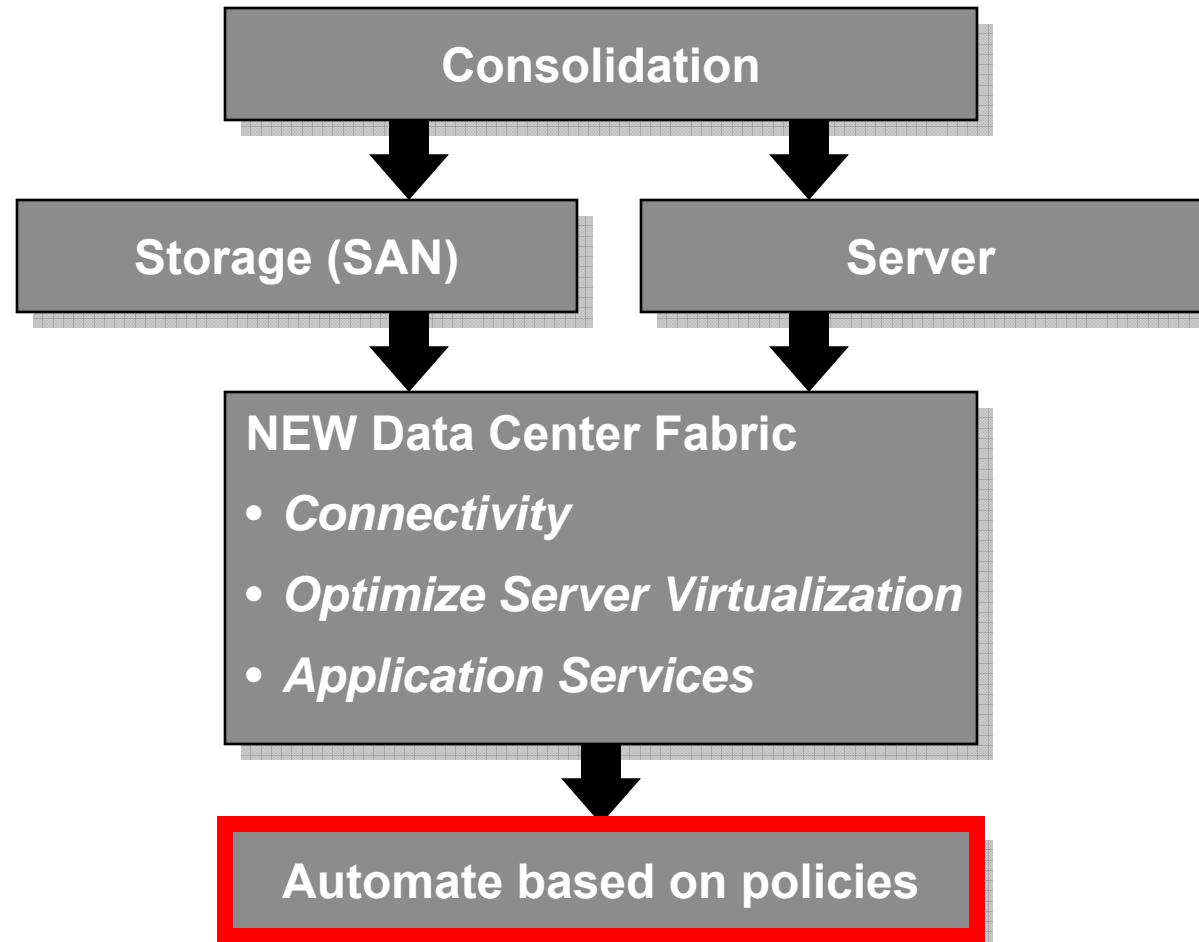 Consolidation
Storage (SAN)
Server
NEW Data Center Fabric
• Connectivity
• Optimize Server Virtualization
• Application Services
Automate based on policies